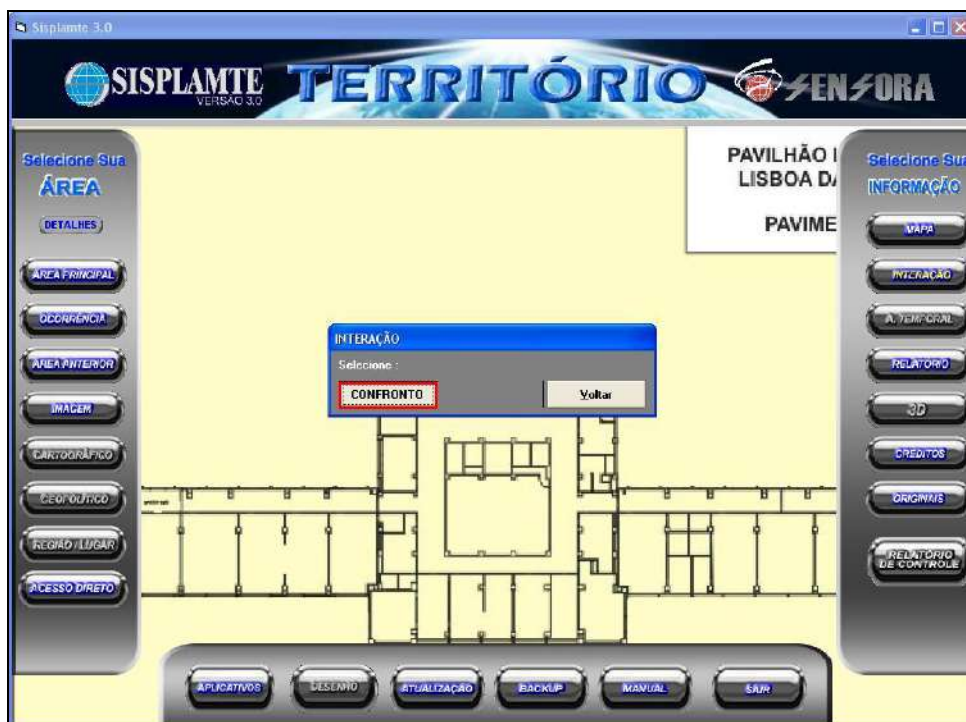 Sisplamte 3.0
SISPLAMTE
VERSÃO 3.0
TERRITÓRIO
SENSORA
Selecione Sua
ÁREA
DETALHES
ÁREA PRINCIPAL
OCORRÊNCIA
ÁREA ANTERIOR
IMAGEM
CARTOGRÁFICO
GEOPOLÍTICO
REGIÃO / LUGAR
ACESSO DIRETO
PAVILHÃO
LISBOA DA
PAVIME
INTERAÇÃO
Selecione :
CONFRONTO
Voltar
Selecione Sua
INFORMAÇÃO
MAPA
INTERAÇÃO
A. TEMPORAL
RELATÓRIO
3D
CRÉDITOS
ORIGINAIS
RELATÓRIO
DE CONTROLE
APLICATIVOS
DESENHO
ATUALIZAÇÃO
BACKUP
MANUAL
SAIR